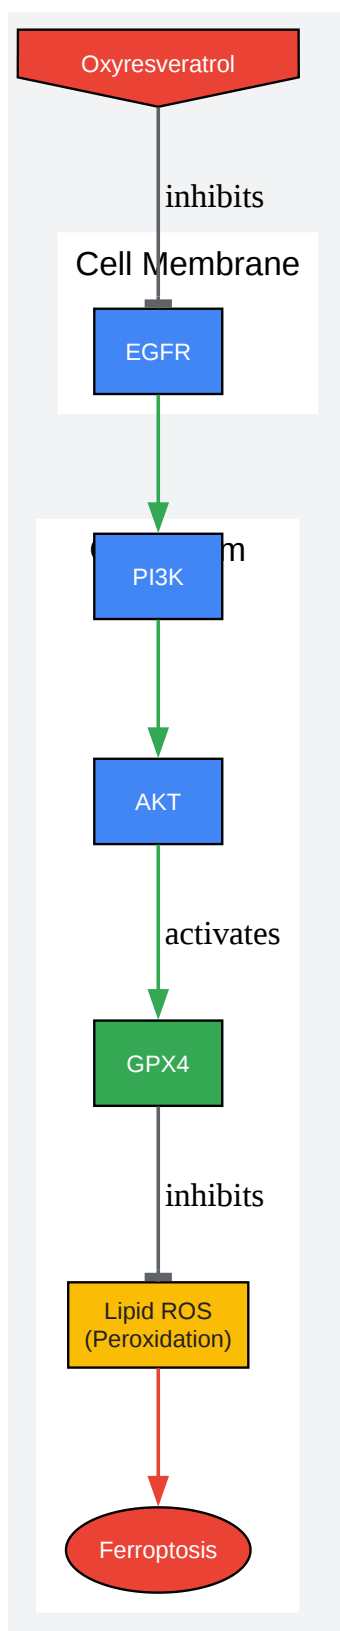 Oxyresveratrol
inhibits
Cell Membrane
EGFR
PI3K
AKT
activates
GPX4
inhibits
Lipid ROS
(Peroxidation)
Ferroptosis